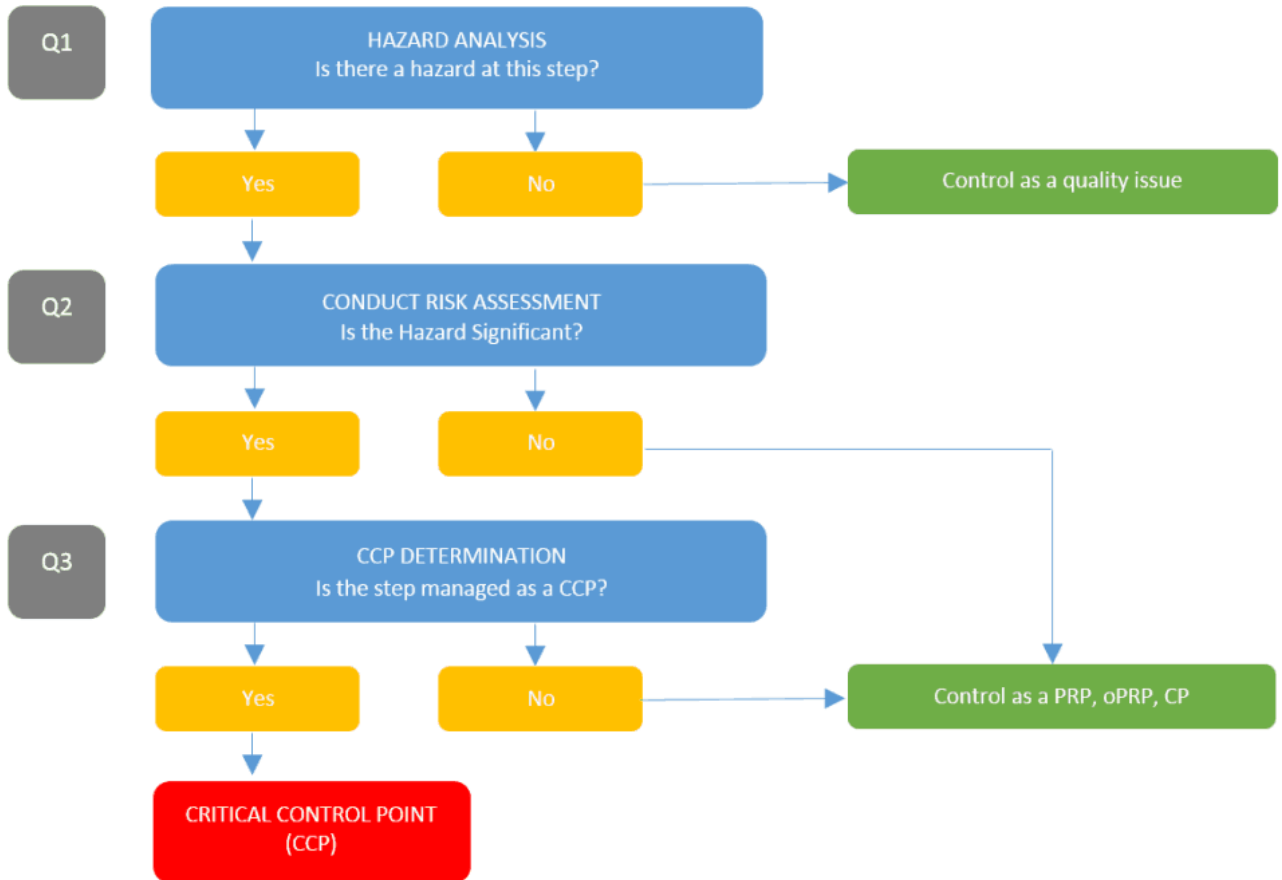 Q1
HAZARD ANALYSIS
Is there a hazard at this step?
Yes
No
Control as a quality issue
Q2
CONDUCT RISK ASSESSMENT
Is the Hazard Significant?
Yes
No
Q3
CCP DETERMINATION
Is the step managed as a CCP?
Yes
No
Control as a PRP, oPRP, CP
CRITICAL CONTROL POINT
(CCP)